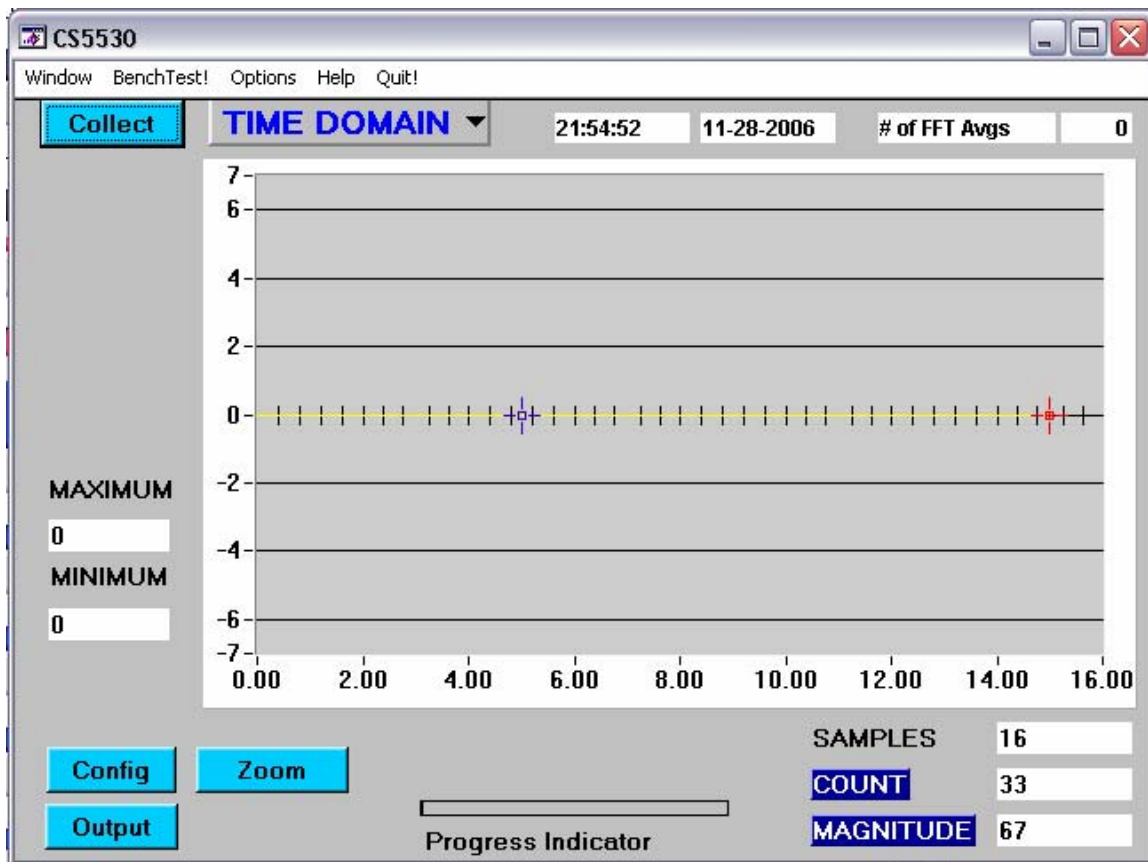 CS5530
Window BenchTest! Options Help Quit!
Collect TIME DOMAIN 21:54:52 11-28-2006 # of FFT Avgs 0
7
6
4
2
0
-2
-4
-6
-7
0.00 2.00 4.00 6.00 8.00 10.00 12.00 14.00 16.00
MAXIMUM
0
MINIMUM
0
Config Zoom
Output
Progress Indicator
SAMPLES 16
COUNT 33
MAGNITUDE 67